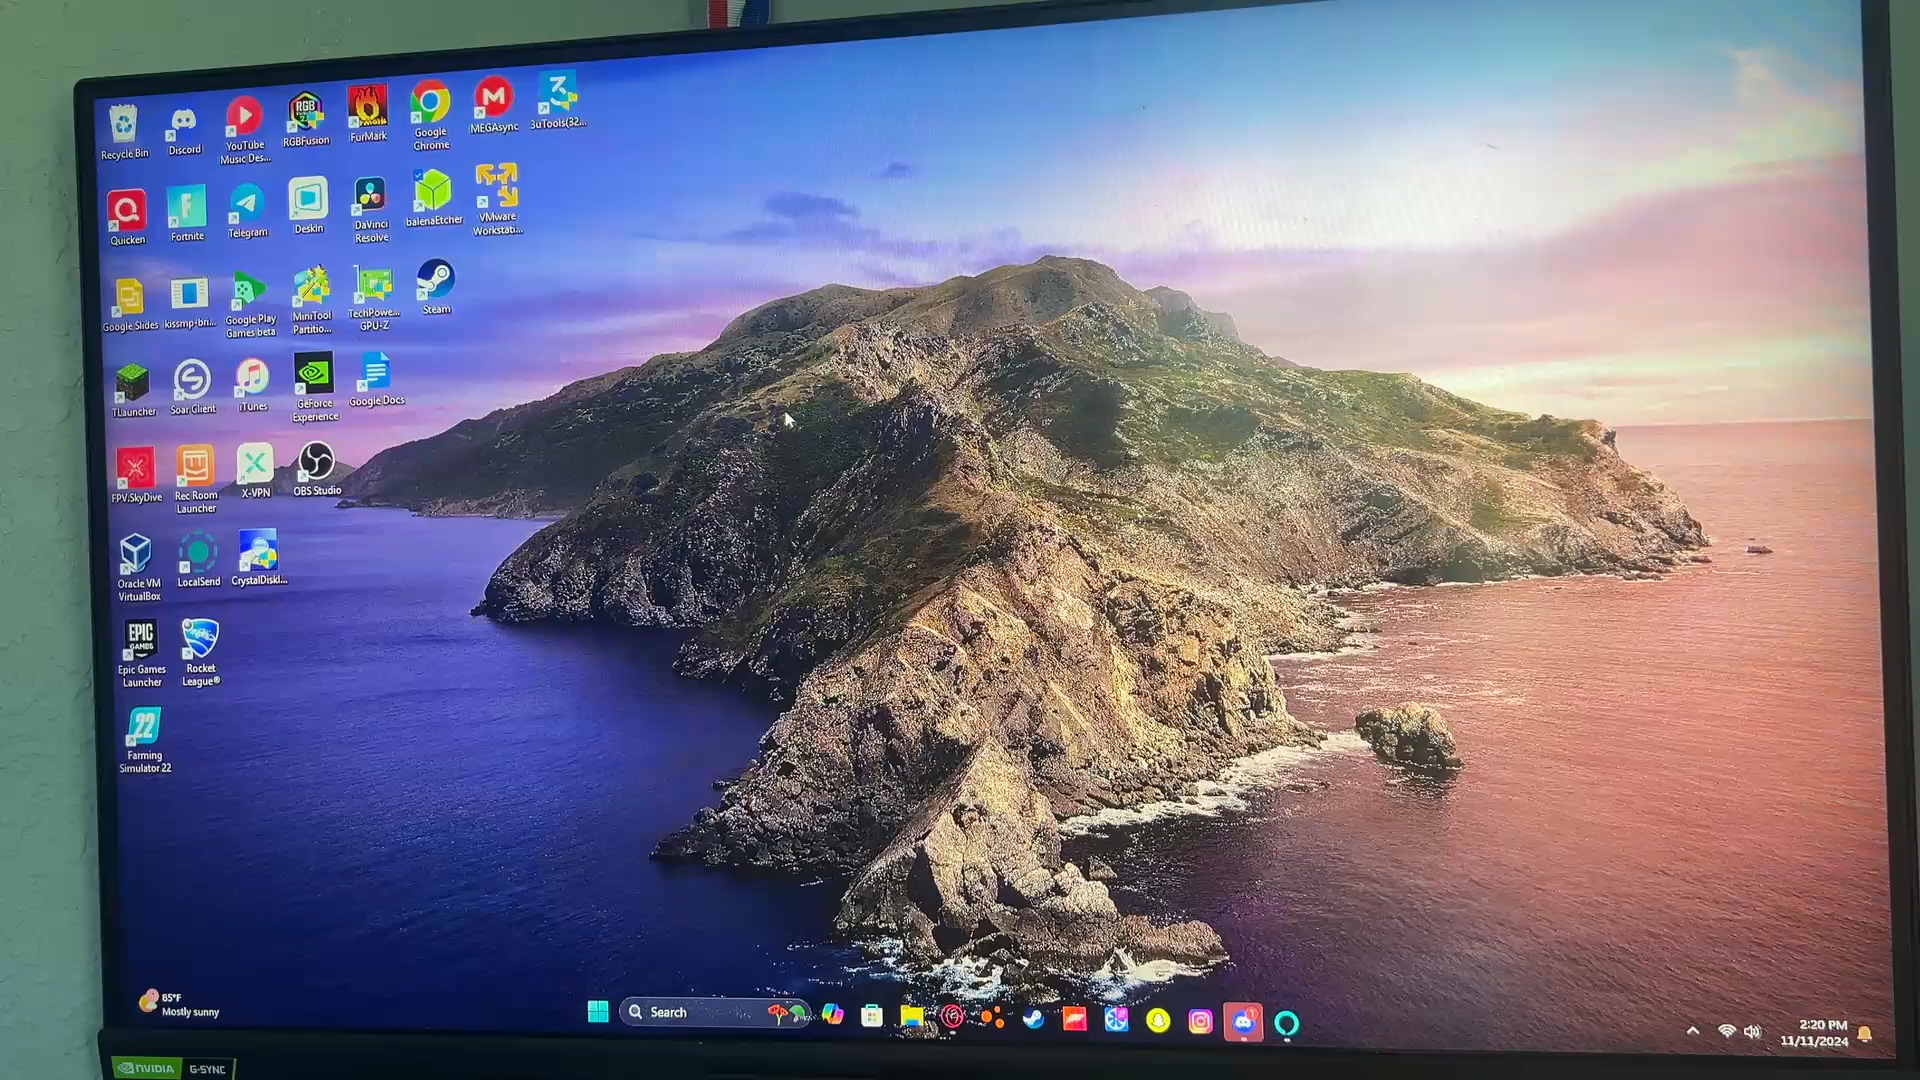 Recycle Bin
Discord
YouTube
Music Des...
RGB
RGBFusion
FurMark
Google
Chrome
M
MEGAsync
3uTools(32...
Quicken
F
Fortnite
Telegram
DeskIn
DaVinci
Resolve
balenaEtcher
VMware
Workstati...
Google Slides
kissmp-bri...
Google Play
Games beta
MiniTool
Partitio...
TechPowe...
GPU-Z
Steam
TLauncher
Soar Client
iTunes
GeForce
Experience
Google Docs
FPV.SkyDive
Rec Room
Launcher
X-VPN
OBS Studio
Oracle VM
VirtualBox
LocalSend
CrystalDiskI...
EPIC
GAMES
Epic Games
Launcher
Rocket
League®
22
Farming
Simulator 22
85°F
Mostly sunny
Search
1
2:20 PM
11/11/2024
NVIDIA G-SYNC